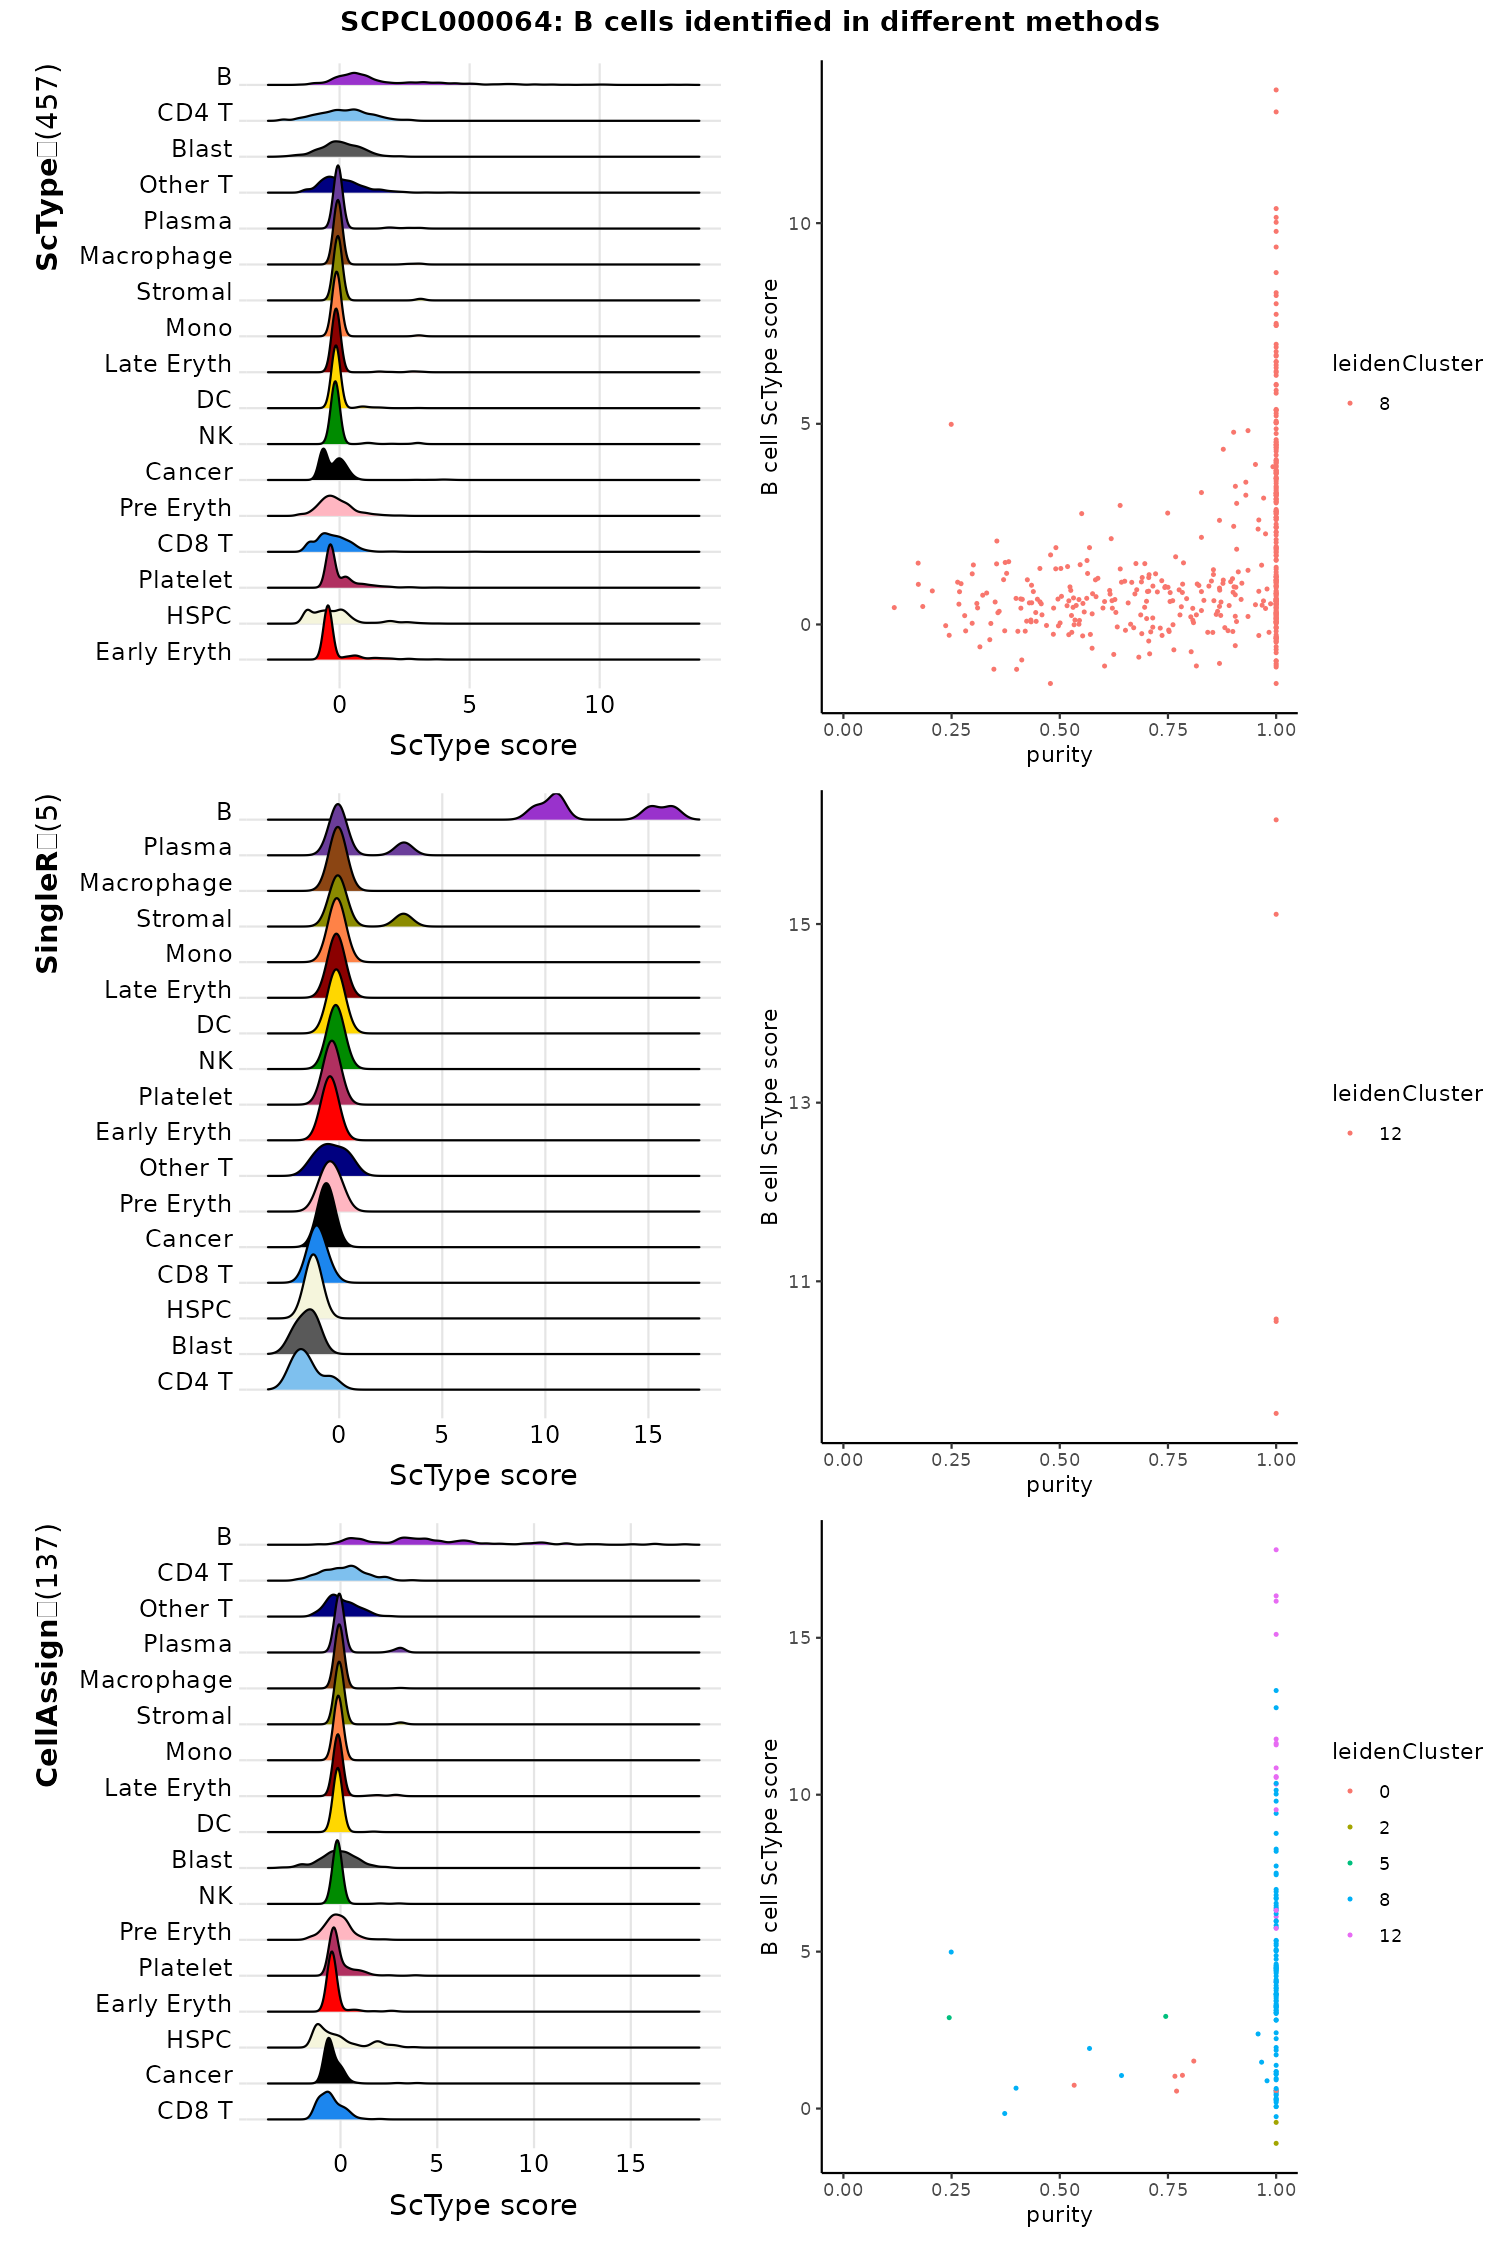 SCPCL000064: B cells identified in different methods
ScType□(457)
B
CD4 T
Blast
Other T
Plasma
Macrophage
Stromal
Mono
Late Eryth
DC
NK
Cancer
Pre Eryth
CD8 T
Platelet
HSPC
Early Eryth
0 5 10
ScType score
B cell ScType score
10
5
0
0.00 0.25 0.50 0.75 1.00
purity
leidenCluster
8
SingleR□(5)
B
Plasma
Macrophage
Stromal
Mono
Late Eryth
DC
NK
Platelet
Early Eryth
Other T
Pre Eryth
Cancer
CD8 T
HSPC
Blast
CD4 T
0 5 10 15
ScType score
B cell ScType score
15
13
11
0.00 0.25 0.50 0.75 1.00
purity
leidenCluster
12
CellAssign□(137)
B
CD4 T
Other T
Plasma
Macrophage
Stromal
Mono
Late Eryth
DC
Blast
NK
Pre Eryth
Platelet
Early Eryth
HSPC
Cancer
CD8 T
0 5 10 15
ScType score
B cell ScType score
15
10
5
0
0.00 0.25 0.50 0.75 1.00
purity
leidenCluster
0
2
5
8
12